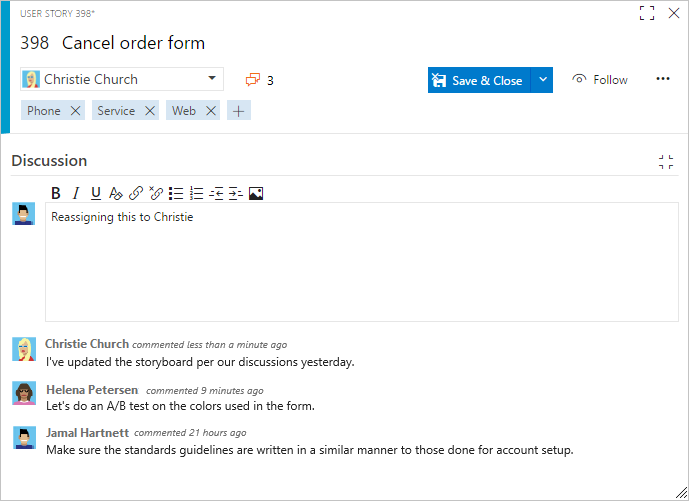 USER STORY 398*
398 Cancel order form
Christie Church 3 Save & Close Follow
Phone Service Web
Discussion
B I U
Reassigning this to Christie
Christie Church commented less than a minute ago
I've updated the storyboard per our discussions yesterday.
Helena Petersen commented 9 minutes ago
Let's do an A/B test on the colors used in the form.
Jamal Hartnett commented 21 hours ago
Make sure the standards guidelines are written in a similar manner to those done for account setup.